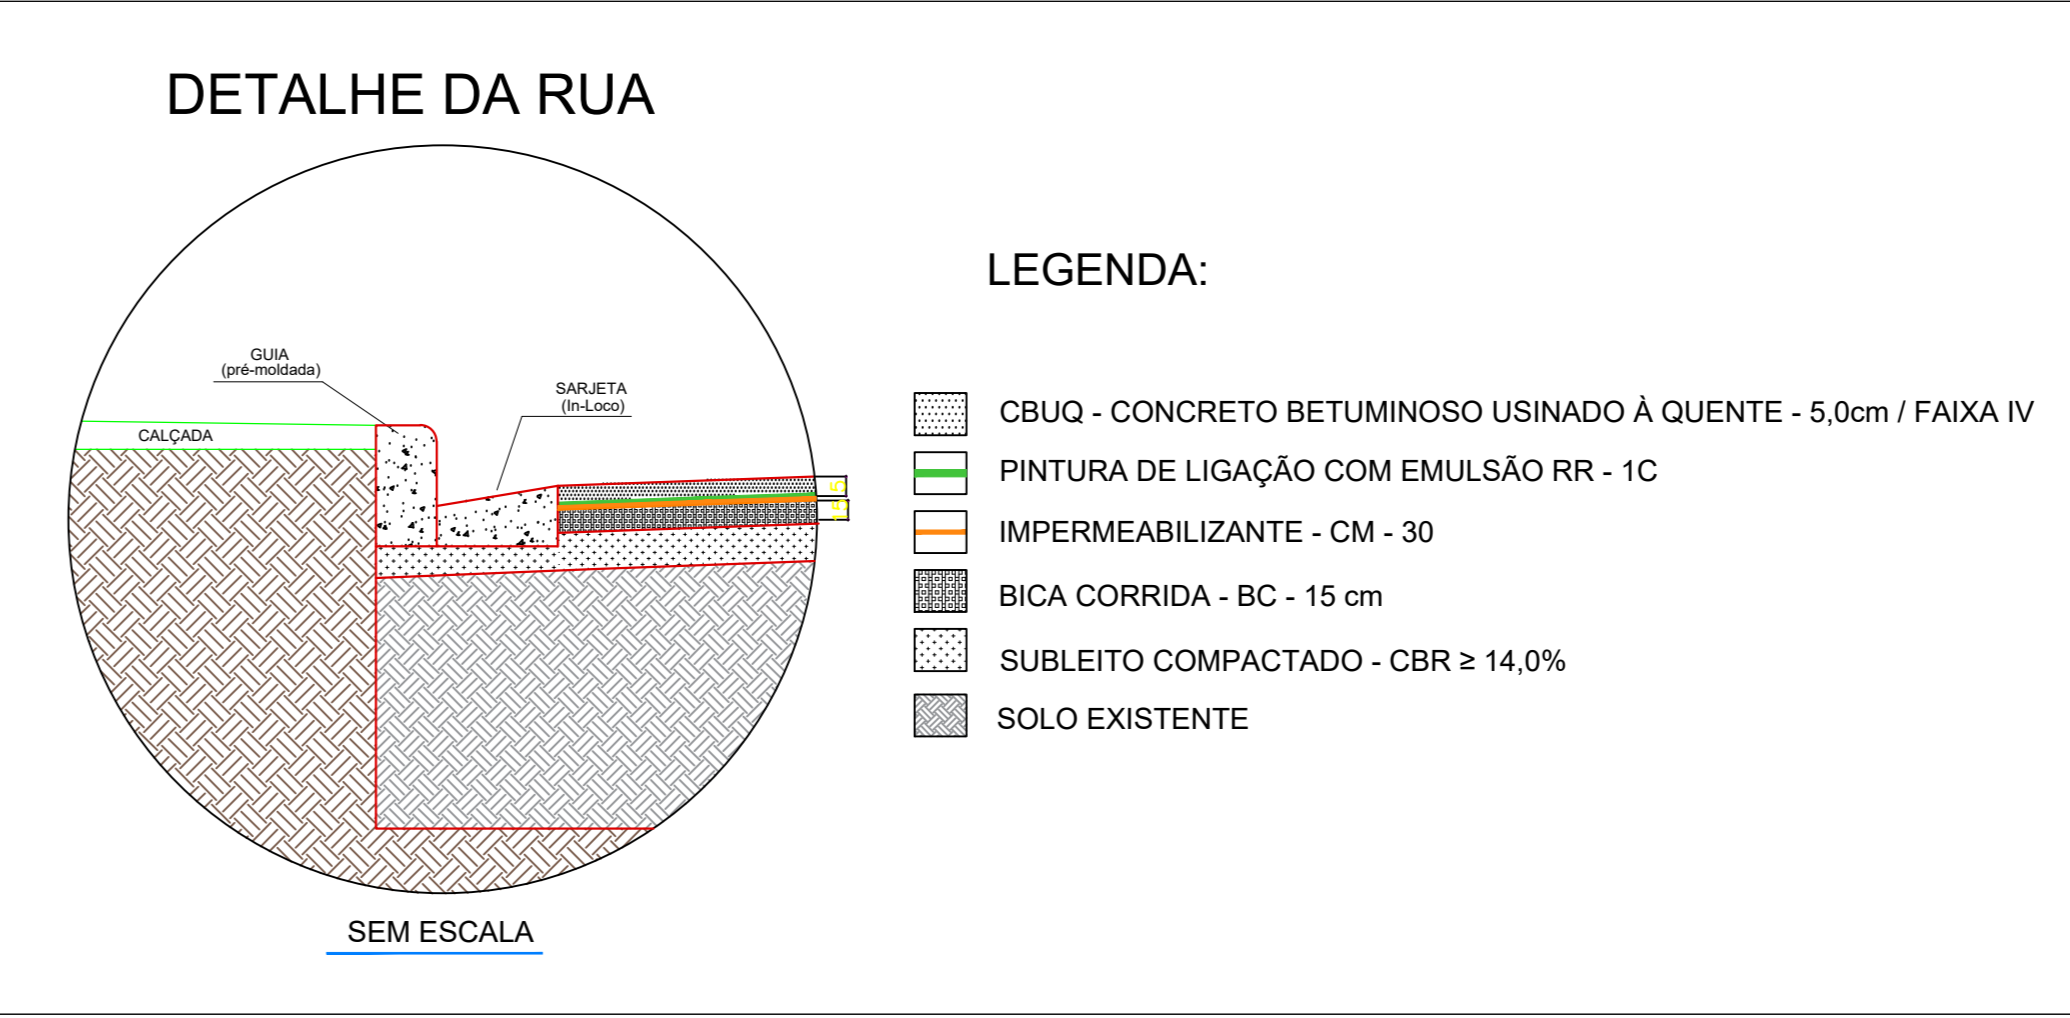 DETALHE DA RUA
GUIA
(pré-moldada)
SARJETA
(In-Loco)
CALÇADA
5
15
SEM ESCALA
LEGENDA:
CBUQ - CONCRETO BETUMINOSO USINADO À QUENTE - 5,0cm / FAIXA IV
PINTURA DE LIGAÇÃO COM EMULSÃO RR - 1C
IMPERMEABILIZANTE - CM - 30
BICA CORRIDA - BC - 15 cm
SUBLEITO COMPACTADO - CBR ≥ 14,0%
SOLO EXISTENTE